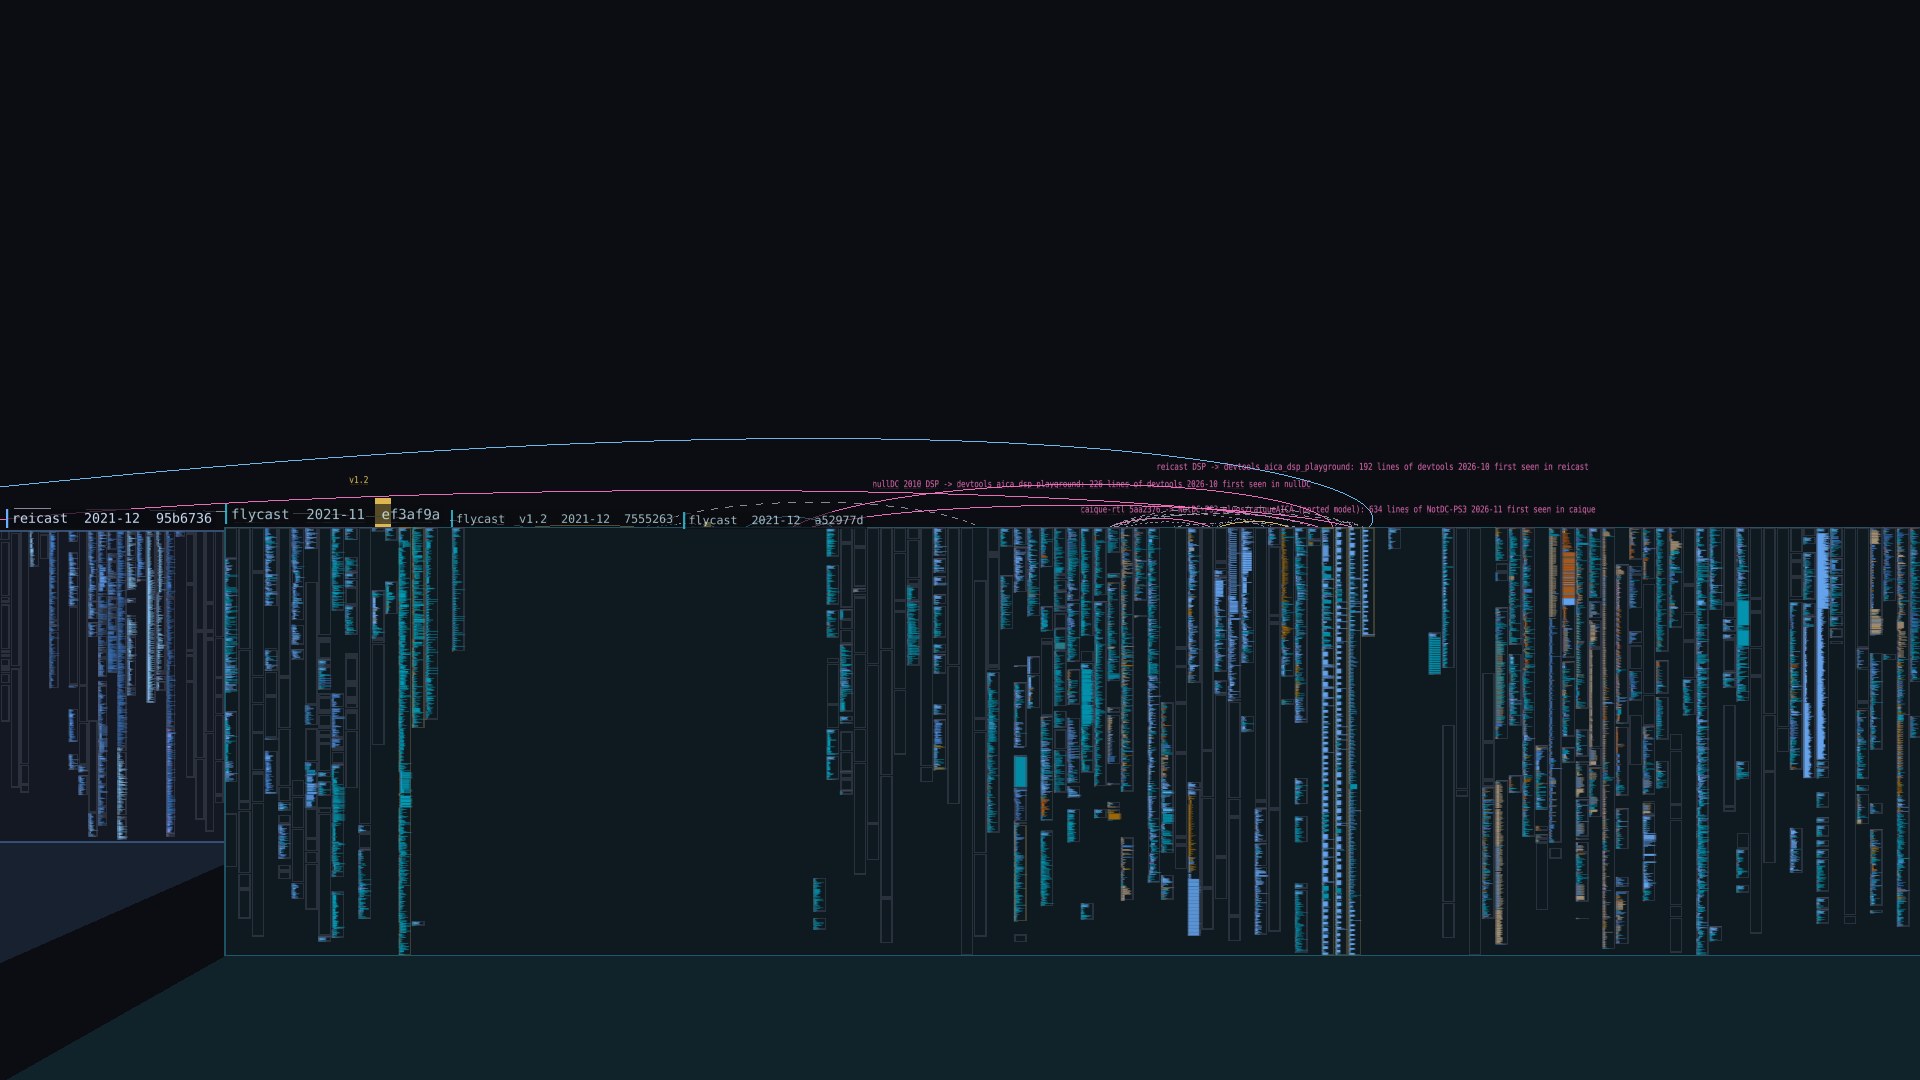 reicast DSP -> devtools aica dsp_playground: 192 lines of devtools 2026-10 first seen in reicast
v1.2
nullDC 2010 DSP -> devtools aica dsp playground: 226 lines of devtools 2026-10 first seen in nullDC
caique-rtl 5aa2376 -> NotDC-PS3 (ported model): 534 lines of NotDC-PS3 2026-11 first seen in caique
reicast 2021-12 95b6736
flycast 2021-11 ef3af9a
flycast v1.2 2021-12 7555263
flycast 2021-12 a52977d